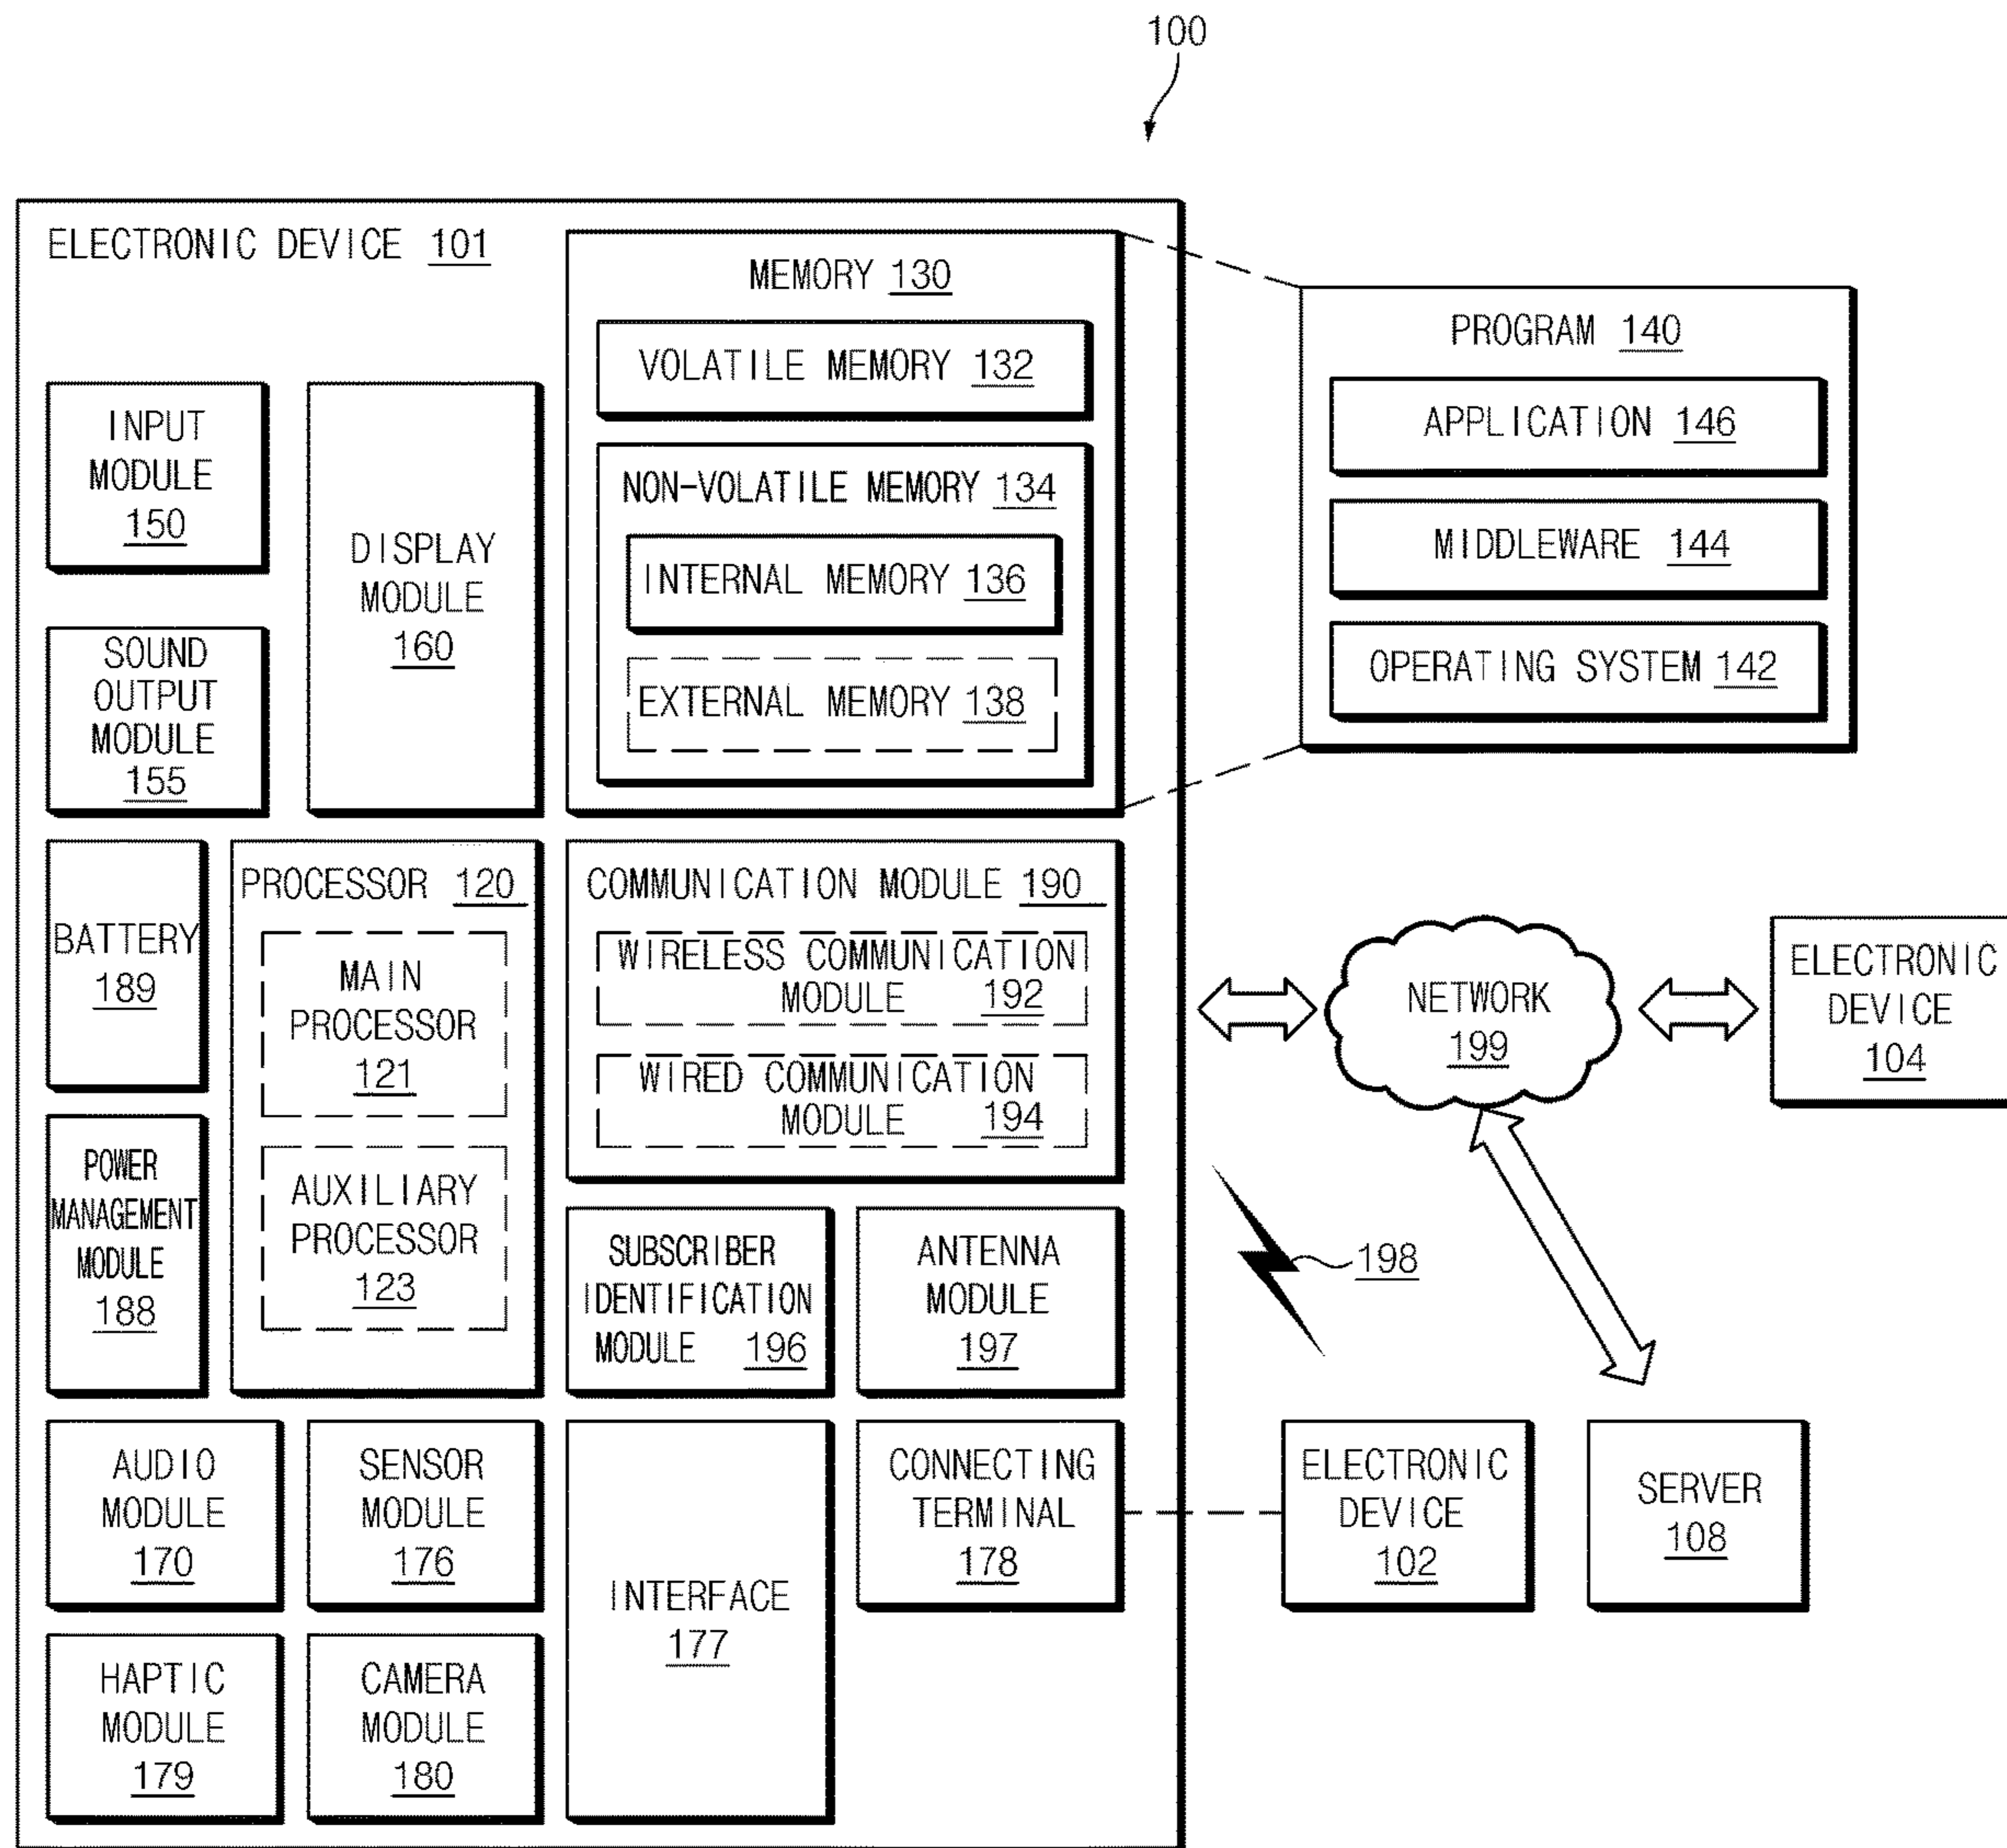 100
ELECTRONIC DEVICE 101
MEMORY 130
VOLATILE MEMORY 132
NON-VOLATILE MEMORY 134
INTERNAL MEMORY 136
EXTERNAL MEMORY 138
PROGRAM 140
APPLICATION 146
MIDDLEWARE 144
OPERATING SYSTEM 142
INPUT
MODULE
150
SOUND
OUTPUT
MODULE
155
DISPLAY
MODULE
160
BATTERY
189
POWER
MANAGEMENT
MODULE
188
PROCESSOR 120
MAIN
PROCESSOR
121
AUXILIARY
PROCESSOR
123
COMMUNICATION MODULE 190
WIRELESS COMMUNICATION
MODULE 192
WIRED COMMUNICATION
MODULE 194
SUBSCRIBER
IDENTIFICATION
MODULE 196
ANTENNA
MODULE
197
NETWORK
199
ELECTRONIC
DEVICE
104
198
AUDIO
MODULE
170
SENSOR
MODULE
176
INTERFACE
177
CONNECTING
TERMINAL
178
ELECTRONIC
DEVICE
102
SERVER
108
HAPTIC
MODULE
179
CAMERA
MODULE
180